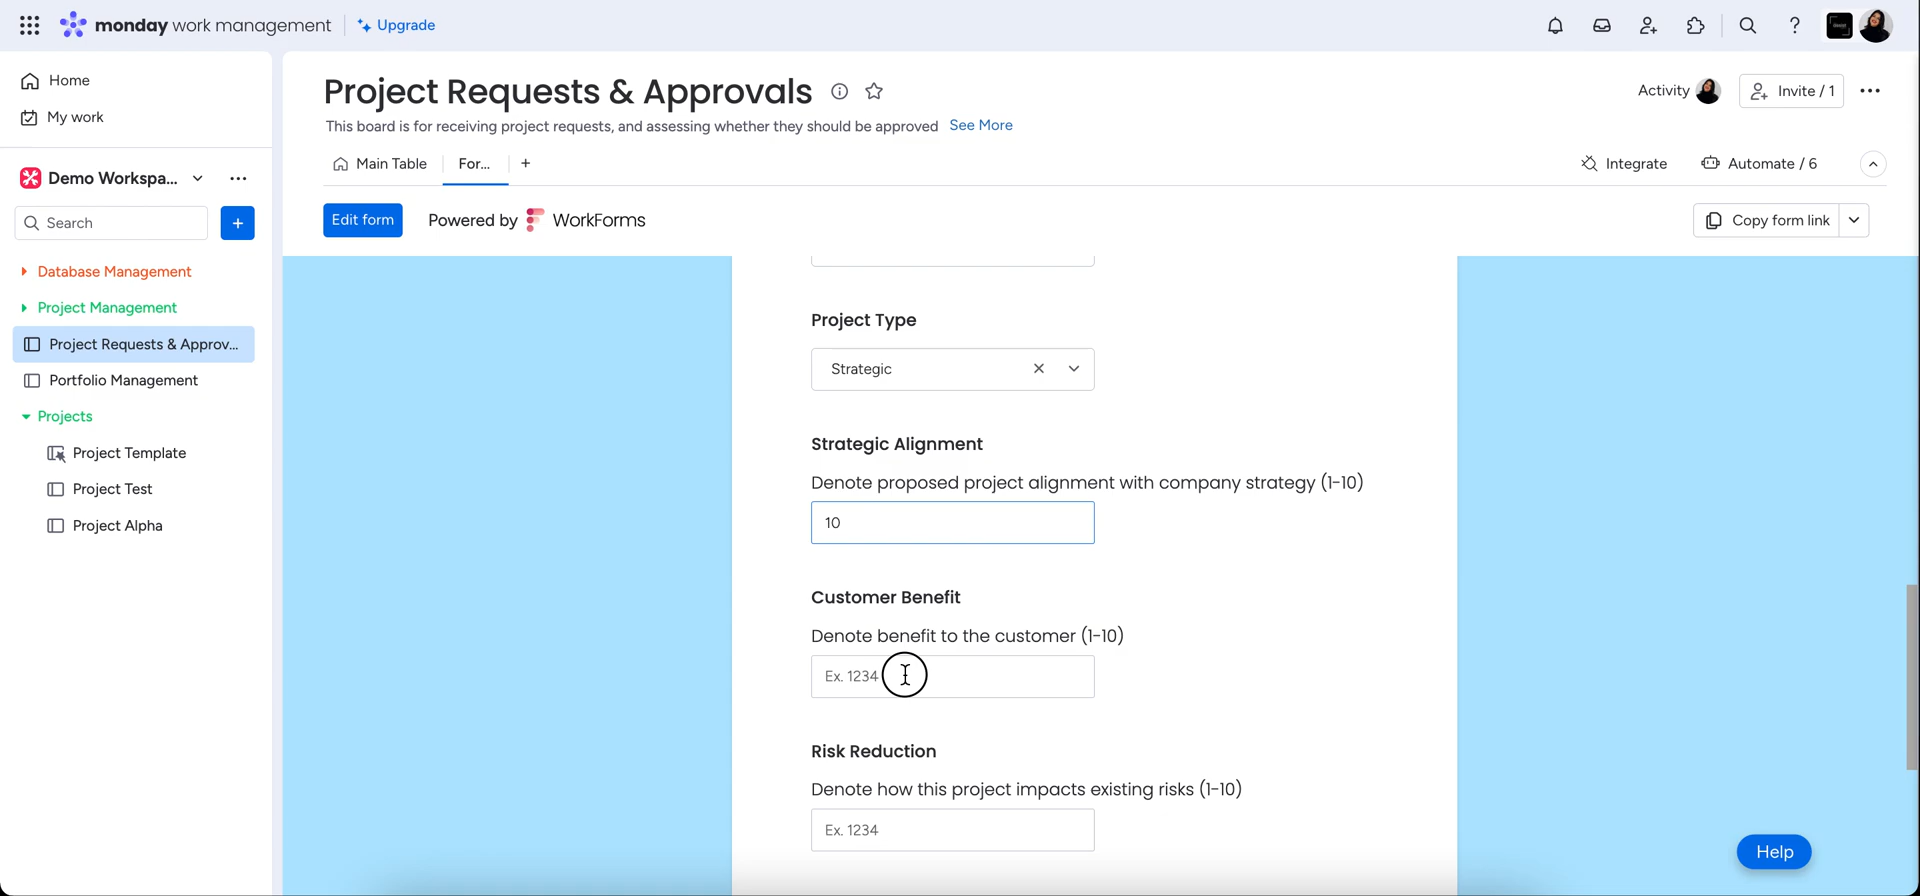 monday work management
Upgrade
Home
My work
Demo Workspa...
Search
Database Management
Project Management
Project Requests & Approv...
Portfolio Management
Projects
Project Template
Project Test
Project Alpha
Project Requests & Approvals
Activity
Invite / 1
This board is for receiving project requests, and assessing whether they should be approved See More
Main Table
For...
Integrate
Automate / 6
Edit form
Powered by WorkForms
Copy form link
Project Type
Strategic
Strategic Alignment
Denote proposed project alignment with company strategy (1-10)
10
Customer Benefit
Denote benefit to the customer (1-10)
Ex. 1234
Risk Reduction
Denote how this project impacts existing risks (1-10)
Ex. 1234
Help